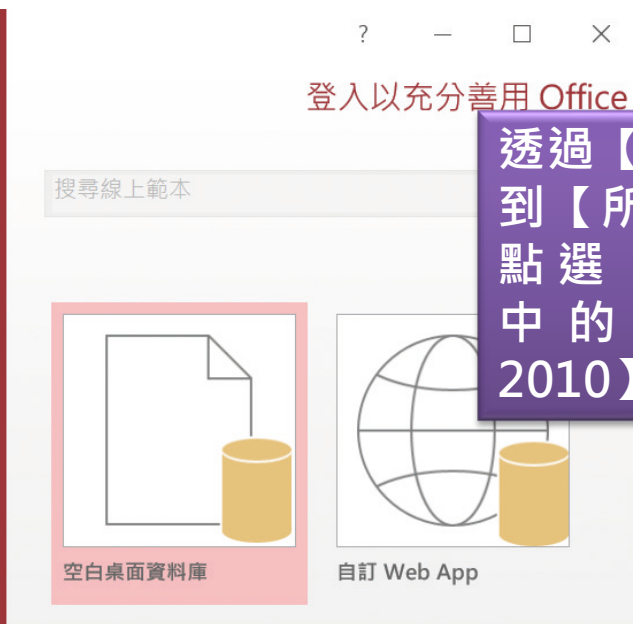 ?
登入以充分善用 Office
搜尋線上範本
透過【
到【所
點選
中的
2010】
空白桌面資料庫
自訂 Web App